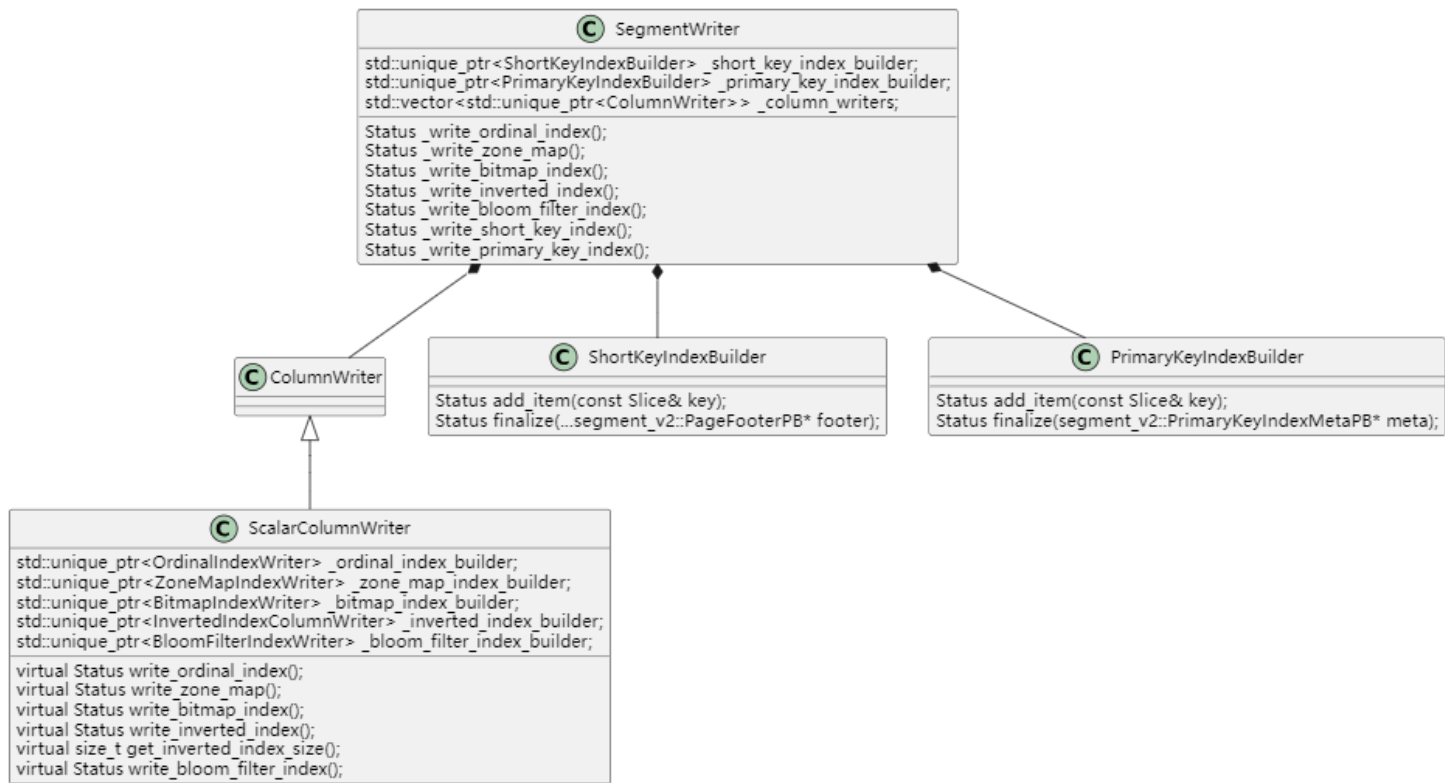 C SegmentWriter
std::unique_ptr<ShortKeyIndexBuilder> _short_key_index_builder;
std::unique_ptr<PrimaryKeyIndexBuilder> _primary_key_index_builder;
std::vector<std::unique_ptr<ColumnWriter>> _column_writers;
Status _write_ordinal_index();
Status _write_zone_map();
Status _write_bitmap_index();
Status _write_inverted_index();
Status _write_bloom_filter_index();
Status _write_short_key_index();
Status _write_primary_key_index();
C ColumnWriter
C ShortKeyIndexBuilder
Status add_item(const Slice& key);
Status finalize(...segment_v2::PageFooterPB* footer);
C PrimaryKeyIndexBuilder
Status add_item(const Slice& key);
Status finalize(segment_v2::PrimaryKeyIndexMetaPB* meta);
C ScalarColumnWriter
std::unique_ptr<OrdinalIndexWriter> _ordinal_index_builder;
std::unique_ptr<ZoneMapIndexWriter> _zone_map_index_builder;
std::unique_ptr<BitmapIndexWriter> _bitmap_index_builder;
std::unique_ptr<InvertedIndexColumnWriter> _inverted_index_builder;
std::unique_ptr<BloomFilterIndexWriter> _bloom_filter_index_builder;
virtual Status write_ordinal_index();
virtual Status write_zone_map();
virtual Status write_bitmap_index();
virtual Status write_inverted_index();
virtual size_t get_inverted_index_size();
virtual Status write_bloom_filter_index();